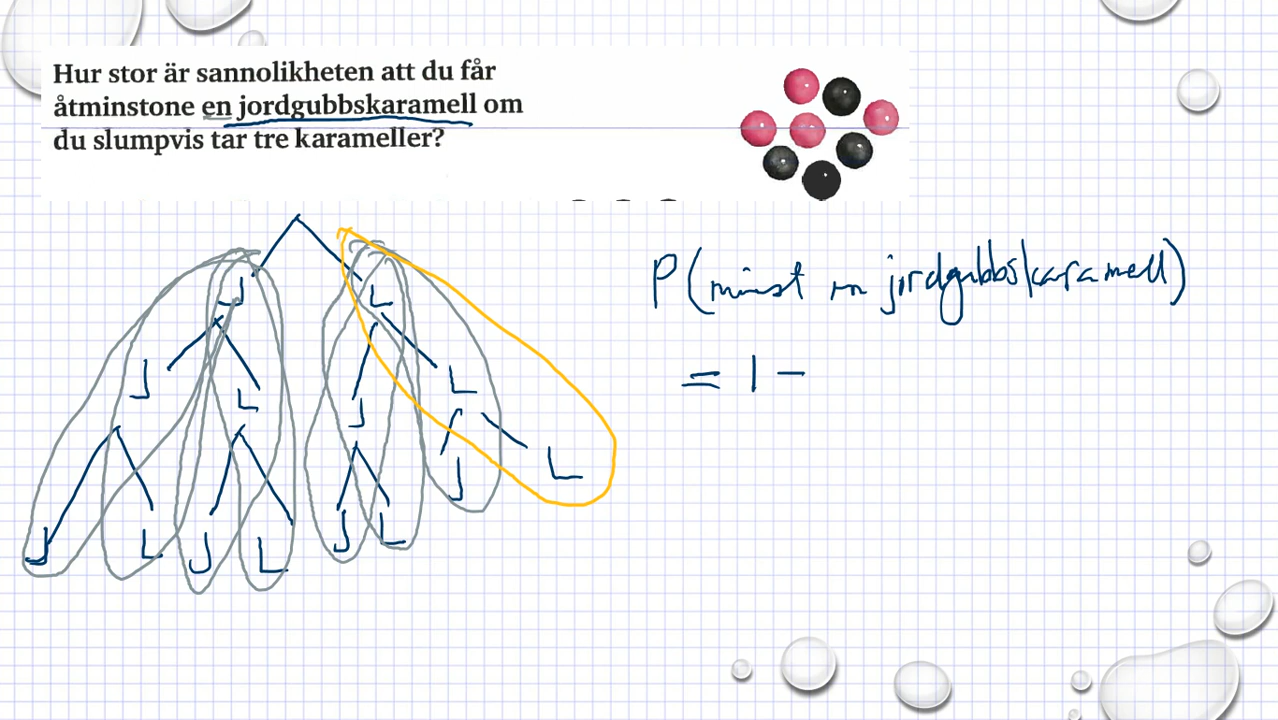 Hur stor är sannolikheten att du får
åtminstone en jordgubbskaramell om
du slumpvis tar tre karameller?
P(minst en jordgubbskaramell)
= 1 -
J L
J L J L
J L J L J L J L